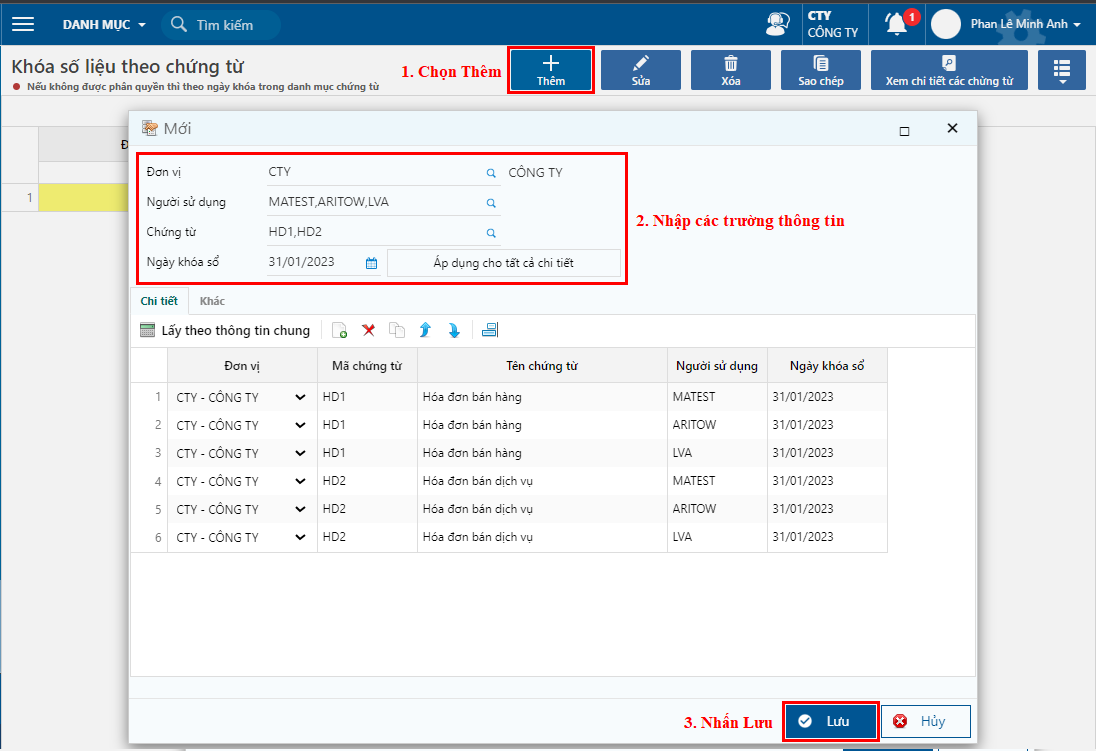 DANH MỤC
Tìm kiếm
CTY
CÔNG TY
1
Phan Lê Minh Anh
Khóa số liệu theo chứng từ
Nếu không được phân quyền thì theo ngày khóa trong danh mục chứng từ
1. Chọn Thêm
Thêm
Sửa
Xóa
Sao chép
Xem chi tiết các chứng từ
Mới
Đ
1
Đơn vị CTY CÔNG TY
Người sử dụng MATEST,ARITOW,LVA
Chứng từ HD1,HD2
Ngày khóa sổ 31/01/2023 Áp dụng cho tất cả chi tiết
2. Nhập các trường thông tin
Chi tiết Khác
Lấy theo thông tin chung
Đơn vị Mã chứng từ Tên chứng từ Người sử dụng Ngày khóa sổ
1 CTY - CÔNG TY HD1 Hóa đơn bán hàng MATEST 31/01/2023
2 CTY - CÔNG TY HD1 Hóa đơn bán hàng ARITOW 31/01/2023
3 CTY - CÔNG TY HD1 Hóa đơn bán hàng LVA 31/01/2023
4 CTY - CÔNG TY HD2 Hóa đơn bán dịch vụ MATEST 31/01/2023
5 CTY - CÔNG TY HD2 Hóa đơn bán dịch vụ ARITOW 31/01/2023
6 CTY - CÔNG TY HD2 Hóa đơn bán dịch vụ LVA 31/01/2023
3. Nhấn Lưu
Lưu
Hủy